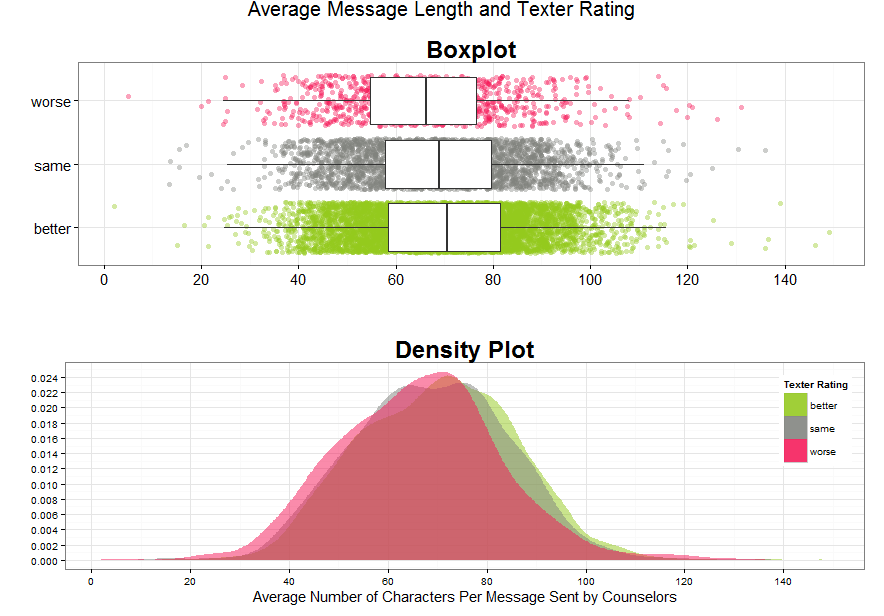 Average Message Length and Texter Rating
Boxplot
worse
same
better
0 20 40 60 80 100 120 140
Density Plot
0.024
0.022
0.020
0.018
0.016
0.014
0.012
0.010
0.008
0.006
0.004
0.002
0.000
Texter Rating
better
same
worse
0 20 40 60 80 100 120 140
Average Number of Characters Per Message Sent by Counselors